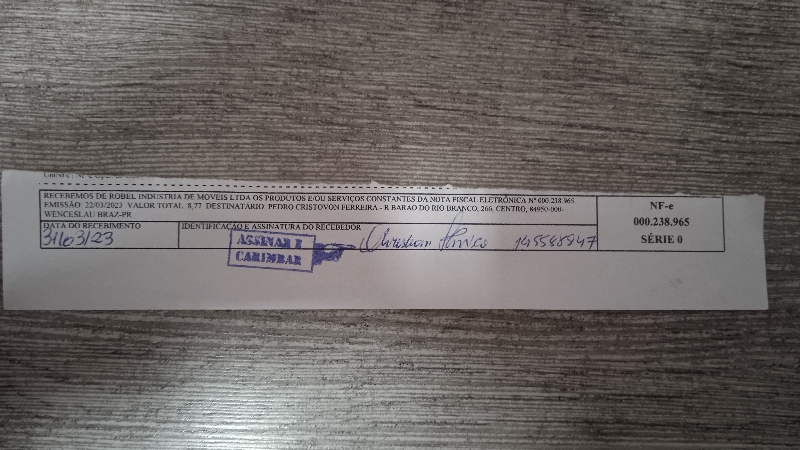 RECEBEMOS DE ROBEL INDUSTRIA DE MOVEIS LTDA OS PRODUTOS E/OU SERVIÇOS CONSTANTES DA NOTA FISCAL ELETRÔNICA Nº 000.238.965
EMISSÃO 22/03/2023 VALOR TOTAL 8,77 DESTINATÁRIO PEDRO CRISTOVON FERREIRA - R BARAO DO RIO BRANCO, 266, CENTRO, 84950-000-
WENCESLAU BRAZ-PR
DATA DO RECEBIMENTO
31/03/23
IDENTIFICAÇÃO E ASSINATURA DO RECEBEDOR
ASSINAR E
CARIMBAR
NF-e
000.238.965
SÉRIE 0